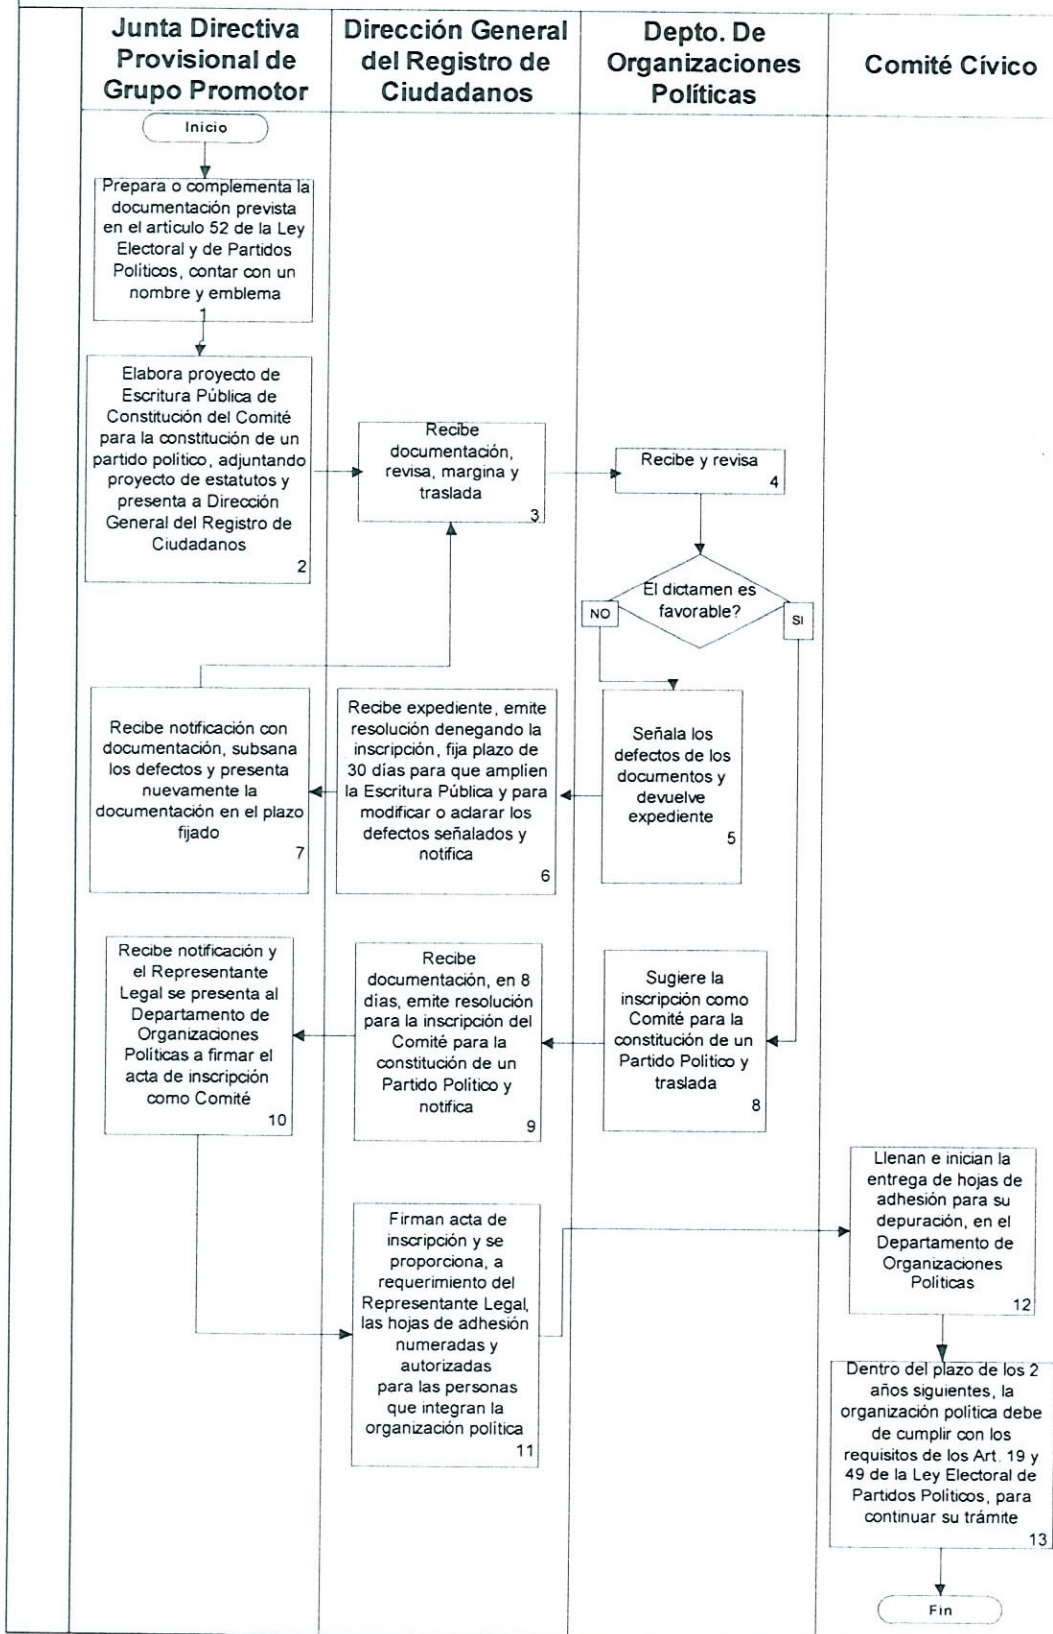 Junta Directiva
Provisional de
Grupo Promotor
Dirección General
del Registro de
Ciudadanos
Depto. De
Organizaciones
Políticas
Comité Cívico
Inicio
Prepara o complementa la
documentación prevista
en el artículo 52 de la Ley
Electoral y de Partidos
Políticos, contar con un
nombre y emblema
1
Elabora proyecto de
Escritura Pública de
Constitución del Comité
para la constitución de un
partido político, adjuntando
proyecto de estatutos y
presenta a Dirección
General del Registro de
Ciudadanos
2
Recibe
documentación,
revisa, margina y
traslada
3
Recibe y revisa
4
El dictamen es
favorable?
NO
SI
Señala los
defectos de los
documentos y
devuelve
expediente
5
Recibe expediente, emite
resolución denegando la
inscripción, fija plazo de
30 días para que amplien
la Escritura Pública y para
modificar o aclarar los
defectos señalados y
notifica
6
Recibe notificación con
documentación, subsana
los defectos y presenta
nuevamente la
documentación en el plazo
fijado
7
Sugiere la
inscripción como
Comité para la
constitución de un
Partido Político y
traslada
8
Recibe
documentación, en 8
días, emite resolución
para la inscripción del
Comité para la
constitución de un
Partido Político y
notifica
9
Recibe notificación y
el Representante
Legal se presenta al
Departamento de
Organizaciones
Políticas a firmar el
acta de inscripción
como Comité
10
Firman acta de
inscripción y se
proporciona, a
requerimiento del
Representante Legal,
las hojas de adhesión
numeradas y
autorizadas
para las personas
que integran la
organización política
11
Llenan e inician la
entrega de hojas de
adhesión para su
depuración, en el
Departamento de
Organizaciones
Políticas
12
Dentro del plazo de los 2
años siguientes, la
organización política debe
de cumplir con los
requisitos de los Art. 19 y
49 de la Ley Electoral de
Partidos Políticos, para
continuar su trámite
13
Fin